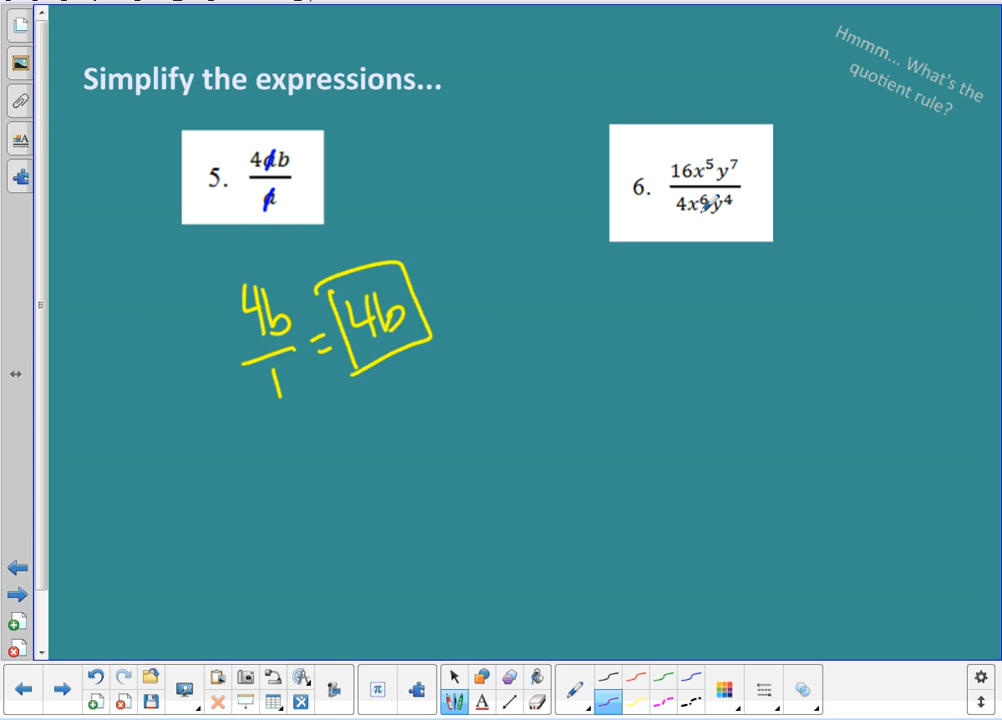 Hmmm... What's the
quotient rule?
Simplify the expressions...
5. 4ab
a
6. 16x⁵y⁷
4x⁶y⁴
4b
1
= 4b